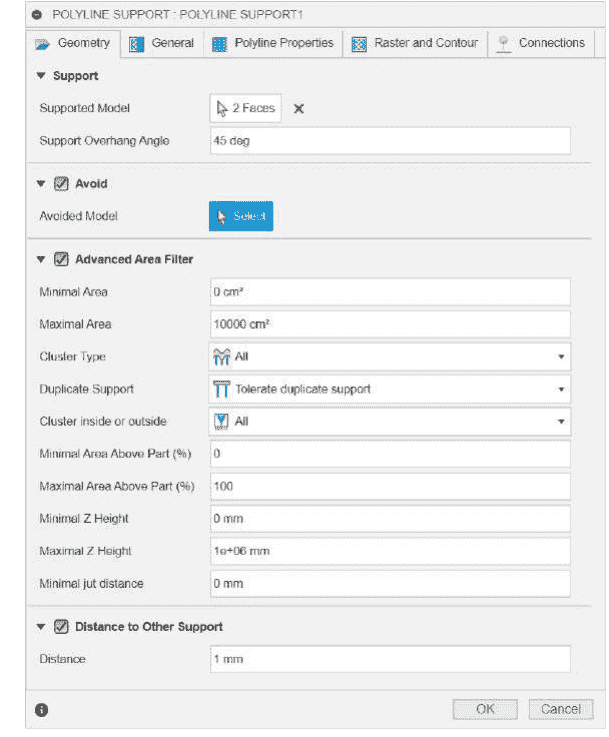 POLYLINE SUPPORT : POLYLINE SUPPORT1
Geometry General Polyline Properties Raster and Contour Connections
Support
Supported Model 2 Faces
Support Overhang Angle 45 deg
Avoid
Avoided Model Select
Advanced Area Filter
Minimal Area 0 cm²
Maximal Area 10000 cm²
Cluster Type All
Duplicate Support Tolerate duplicate support
Cluster inside or outside All
Minimal Area Above Part (%) 0
Maximal Area Above Part (%) 100
Minimal Z Height 0 mm
Maximal Z Height 1e+06 mm
Minimal jut distance 0 mm
Distance to Other Support
Distance 1 mm
OK Cancel